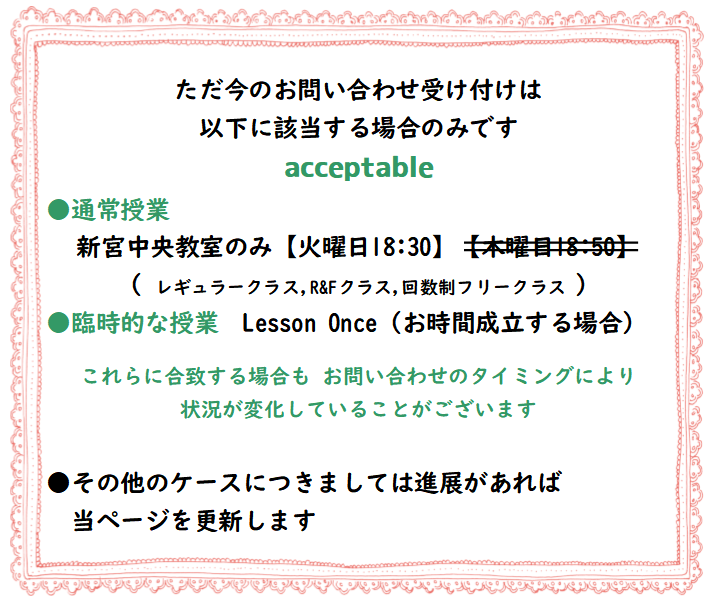 ただ今のお問い合わせ受け付けは
以下に該当する場合のみです
acceptable
●通常授業
新宮中央教室のみ【火曜日18:30】【木曜日18:50】
( レギュラークラス,R&Fクラス,回数制フリークラス )
●臨時的な授業 Lesson Once (お時間成立する場合)
これらに合致する場合も お問い合わせのタイミングにより
状況が変化していることがございます
●その他のケースにつきましては進展があれば
当ページを更新します